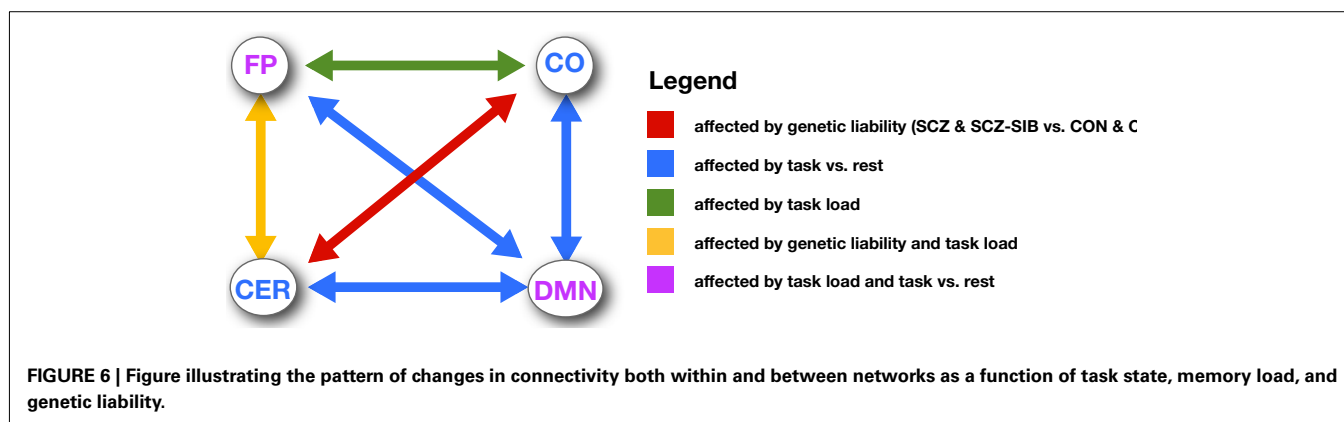 FP
CO
CER
DMN
Legend
affected by genetic liability (SCZ & SCZ-SIB vs. CON &
affected by task vs. rest
affected by task load
affected by genetic liability and task load
affected by task load and task vs. rest
FIGURE 6 | Figure illustrating the pattern of changes in connectivity both within and between networks as a function of task state, memory load, and
genetic liability.